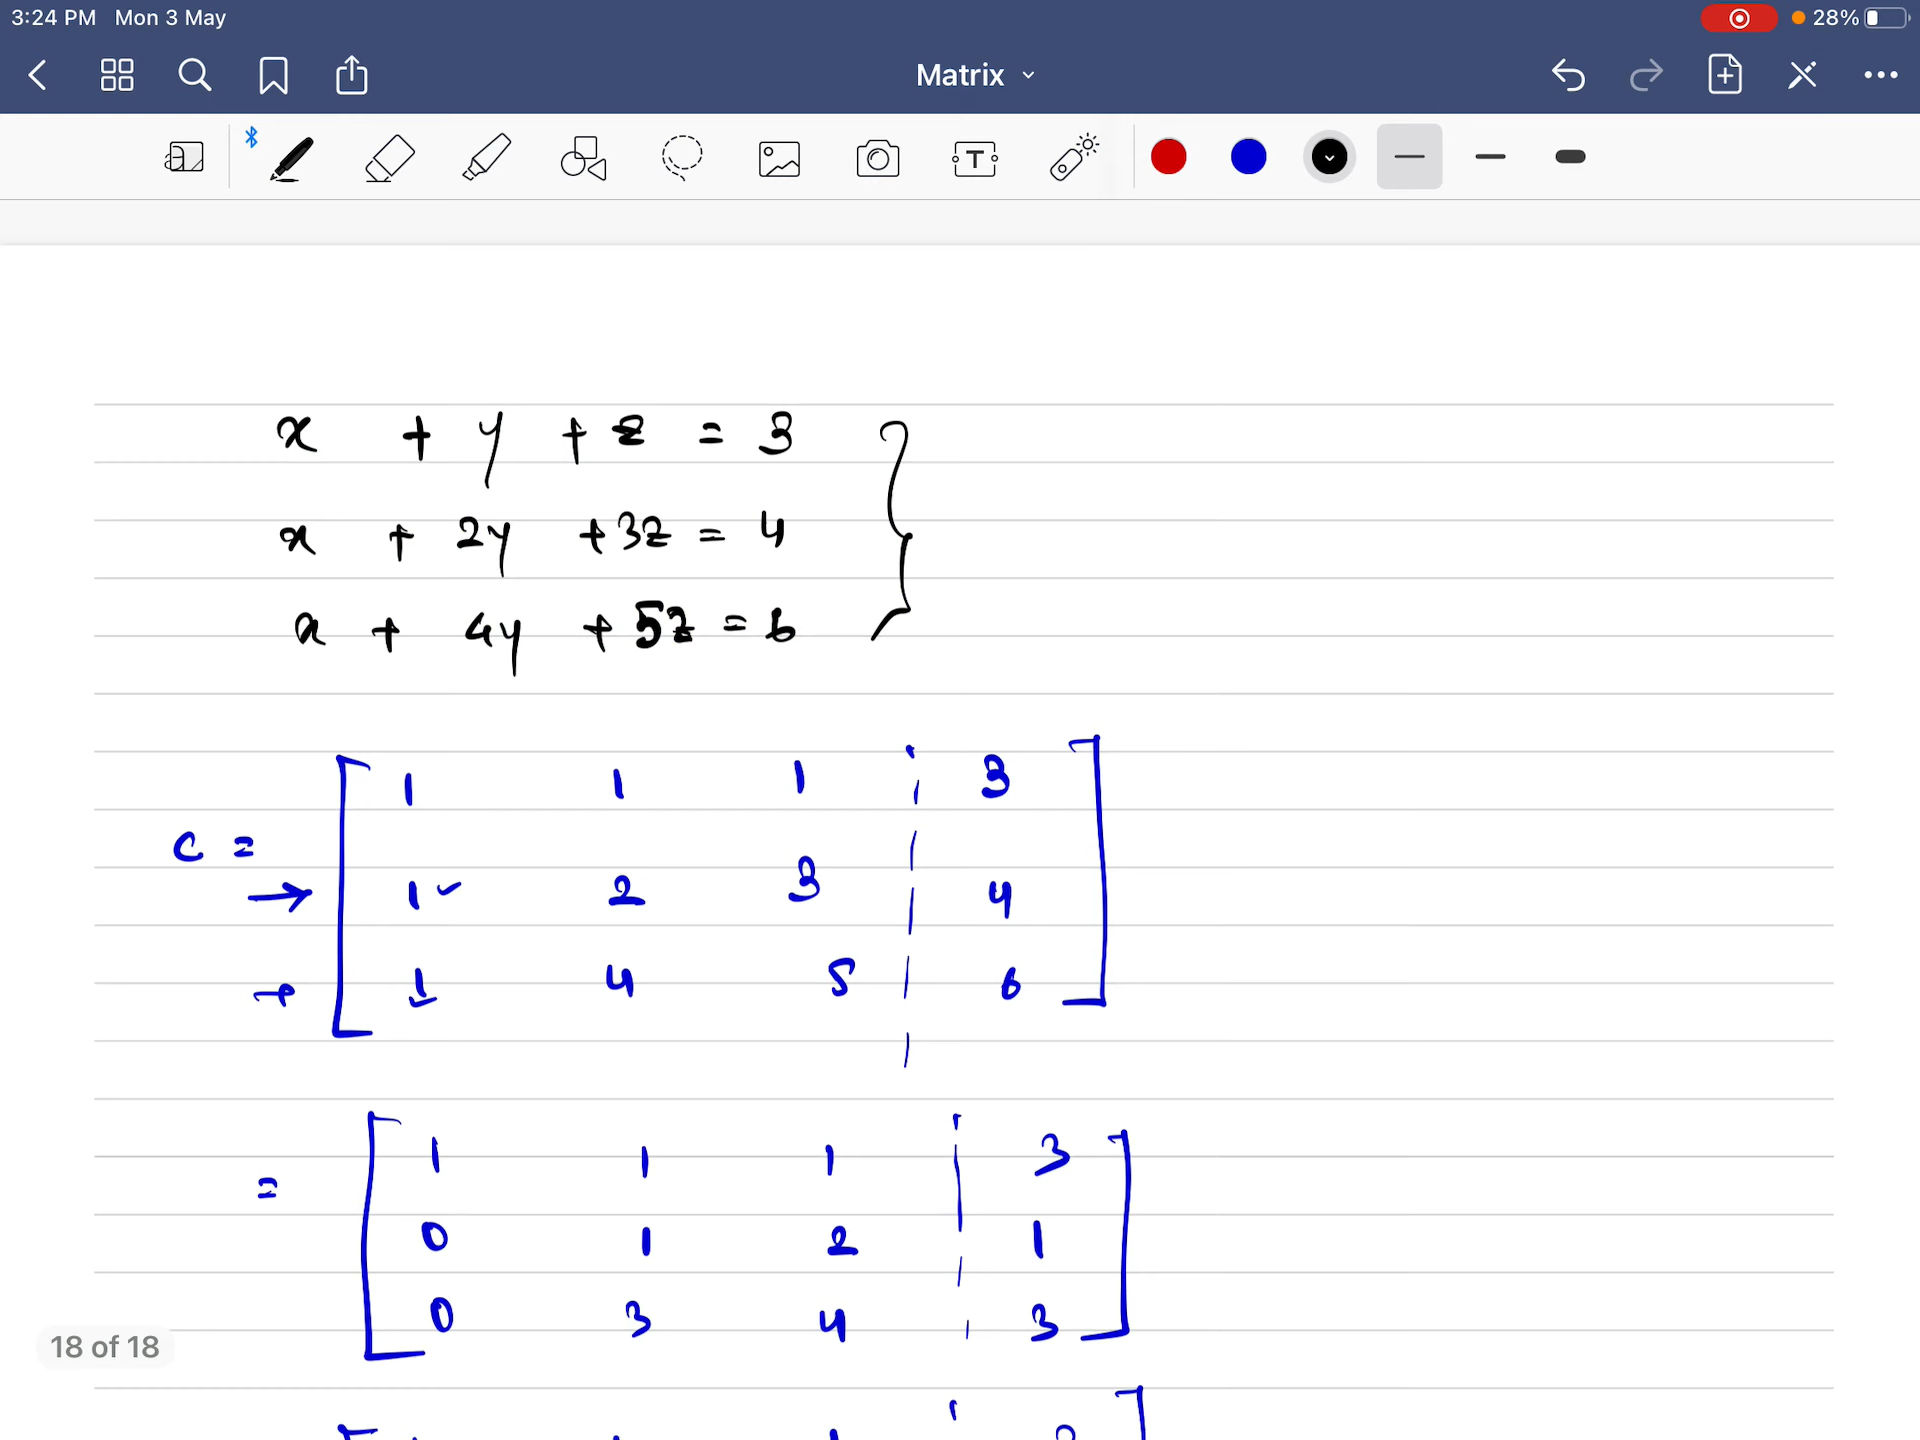 3:24 PM Mon 3 May 28%
Matrix
x + y + z = 3
x + 2y + 3z = 4
x + 4y + 5z = 6
1 1 1 3
C =
→ 1 2 3 4
→ 1 4 5 6
1 1 1 3
=
0 1 2 1
0 3 4 3
18 of 18